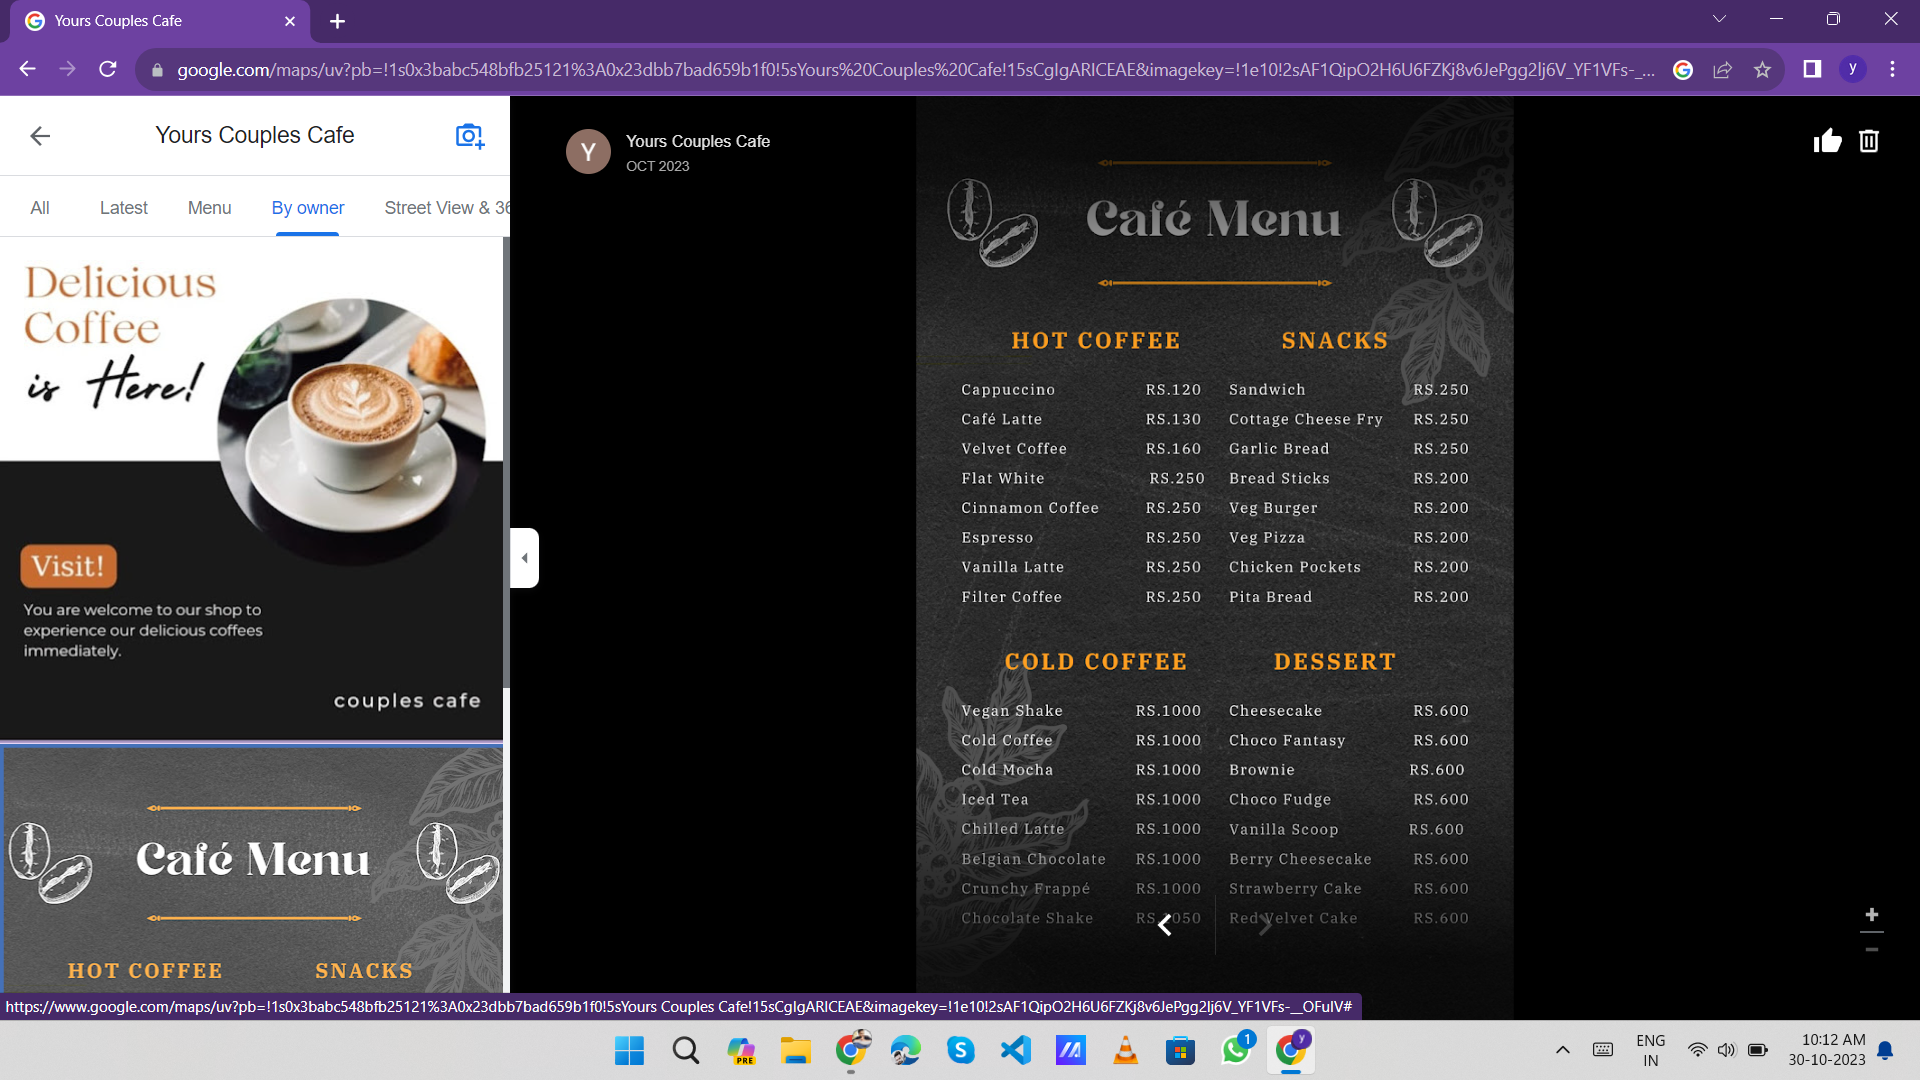 Yours Couples Cafe
google.com/maps/uv?pb=!1s0x3babc548bfb25121%3A0x23dbb7bad659b1f0!5sYours%20Couples%20Cafe!15sCgIgARICEAE&imagekey=!1e10!2sAF1QipO2H6U6FZKj8v6JePgg2lj6V_YF1VFs-_...
y
Yours Couples Cafe
All Latest Menu By owner Street View & 36
Delicious
Coffee
is Here!
Visit!
You are welcome to our shop to
experience our delicious coffees
immediately.
couples cafe
Café Menu
HOT COFFEE SNACKS
Y
Yours Couples Cafe
OCT 2023
Café Menu
HOT COFFEE
Cappuccino RS.120
Café Latte RS.130
Velvet Coffee RS.160
Flat White RS.250
Cinnamon Coffee RS.250
Espresso RS.250
Vanilla Latte RS.250
Filter Coffee RS.250
SNACKS
Sandwich RS.250
Cottage Cheese Fry RS.250
Garlic Bread RS.250
Bread Sticks RS.200
Veg Burger RS.200
Veg Pizza RS.200
Chicken Pockets RS.200
Pita Bread RS.200
COLD COFFEE
Vegan Shake RS.1000
Cold Coffee RS.1000
Cold Mocha RS.1000
Iced Tea RS.1000
Chilled Latte RS.1000
Belgian Chocolate RS.1000
Crunchy Frappé RS.1000
Chocolate Shake
DESSERT
Cheesecake RS.600
Choco Fantasy RS.600
Brownie RS.600
Choco Fudge RS.600
Vanilla Scoop RS.600
Berry Cheesecake RS.600
Strawberry Cake RS.600
Red Velvet Cake RS.600
https://www.google.com/maps/uv?pb=!1s0x3babc548bfb25121%3A0x23dbb7bad659b1f0!5sYours Couples Cafe!15sCgIgARICEAE&imagekey=!1e10!2sAF1QipO2H6U6FZKj8v6JePgg2lj6V_YF1VFs-__OFuIV#
PRE
1
y
ENG
IN
10:12 AM
30-10-2023